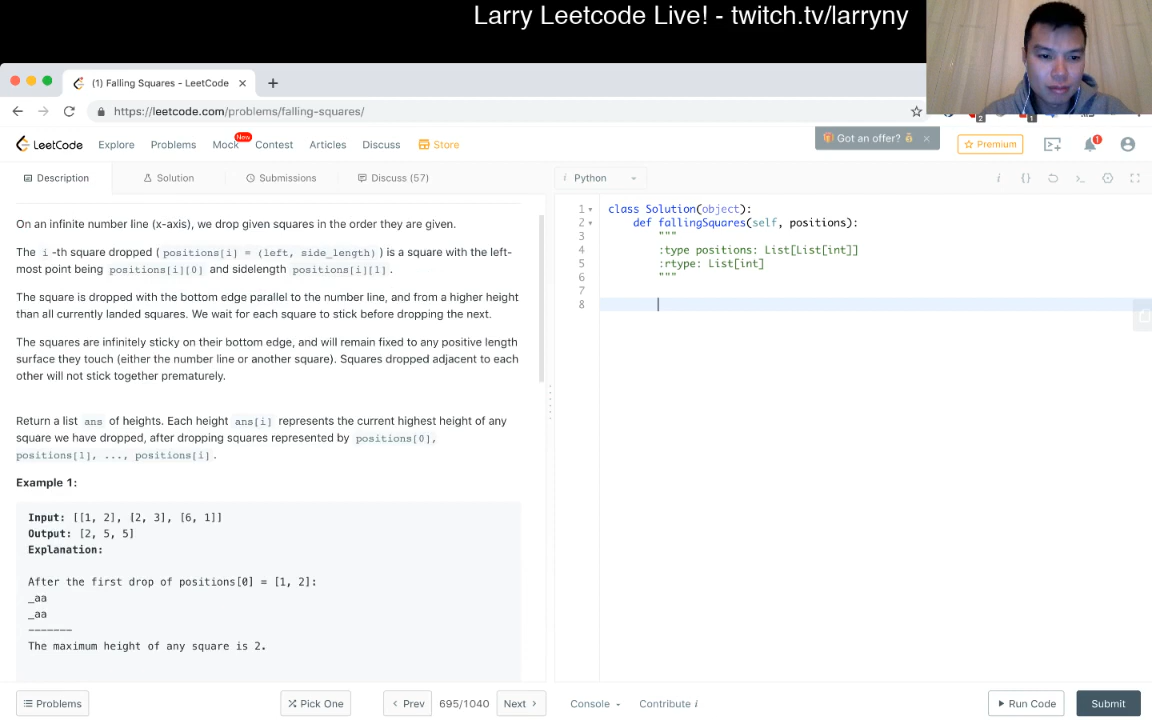 Larry Leetcode Live! - twitch.tv/larryny
(1) Falling Squares - LeetCode
https://leetcode.com/problems/falling-squares/
LeetCode Explore Problems Mock New Contest Articles Discuss Store
Got an offer?
Premium
1
Description Solution Submissions Discuss (57)
i Python
On an infinite number line (x-axis), we drop given squares in the order they are given.
The i -th square dropped ( positions[i] = (left, side_length) ) is a square with the left-
most point being positions[i][0] and sidelength positions[i][1] .
The square is dropped with the bottom edge parallel to the number line, and from a higher height
than all currently landed squares. We wait for each square to stick before dropping the next.
The squares are infinitely sticky on their bottom edge, and will remain fixed to any positive length
surface they touch (either the number line or another square). Squares dropped adjacent to each
other will not stick together prematurely.
Return a list ans of heights. Each height ans[i] represents the current highest height of any
square we have dropped, after dropping squares represented by positions[0],
positions[1], ..., positions[i] .
Example 1:
Input: [[1, 2], [2, 3], [6, 1]]
Output: [2, 5, 5]
Explanation:
After the first drop of positions[0] = [1, 2]:
_aa
_aa
-------
The maximum height of any square is 2.
1 class Solution(object):
2 def fallingSquares(self, positions):
3 """
4 :type positions: List[List[int]]
5 :rtype: List[int]
6 """
7
8
Problems Pick One Prev 695/1040 Next Console Contribute i Run Code Submit